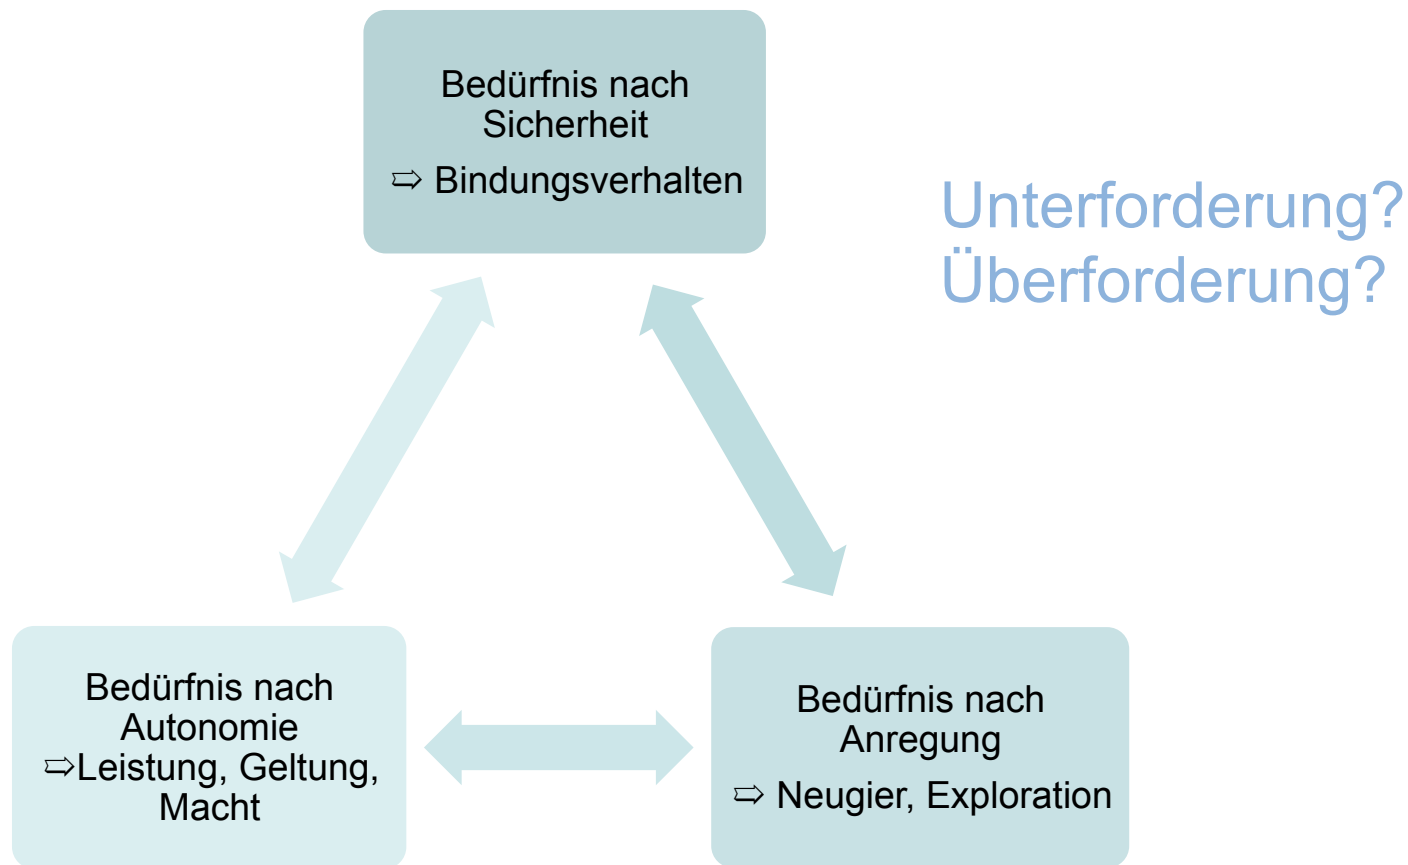 Bedürfnis nach
Sicherheit
⇨ Bindungsverhalten
Unterforderung?
Überforderung?
Bedürfnis nach
Autonomie
⇨Leistung, Geltung,
Macht
Bedürfnis nach
Anregung
⇨ Neugier, Exploration